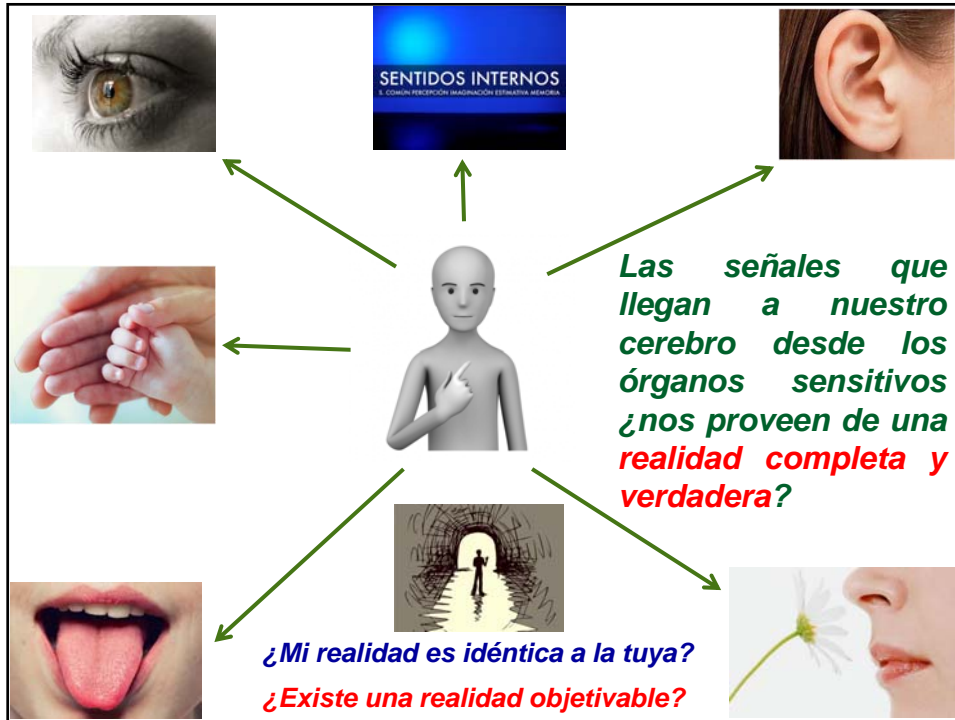 SENTIDOS INTERNOS
S. COMÚN PERCEPCIÓN IMAGINACIÓN ESTIMATIVA MEMORIA
Las señales que
llegan a nuestro
cerebro desde los
órganos sensitivos
¿nos proveen de una
realidad completa y
verdadera?
¿Mi realidad es idéntica a la tuya?
¿Existe una realidad objetivable?